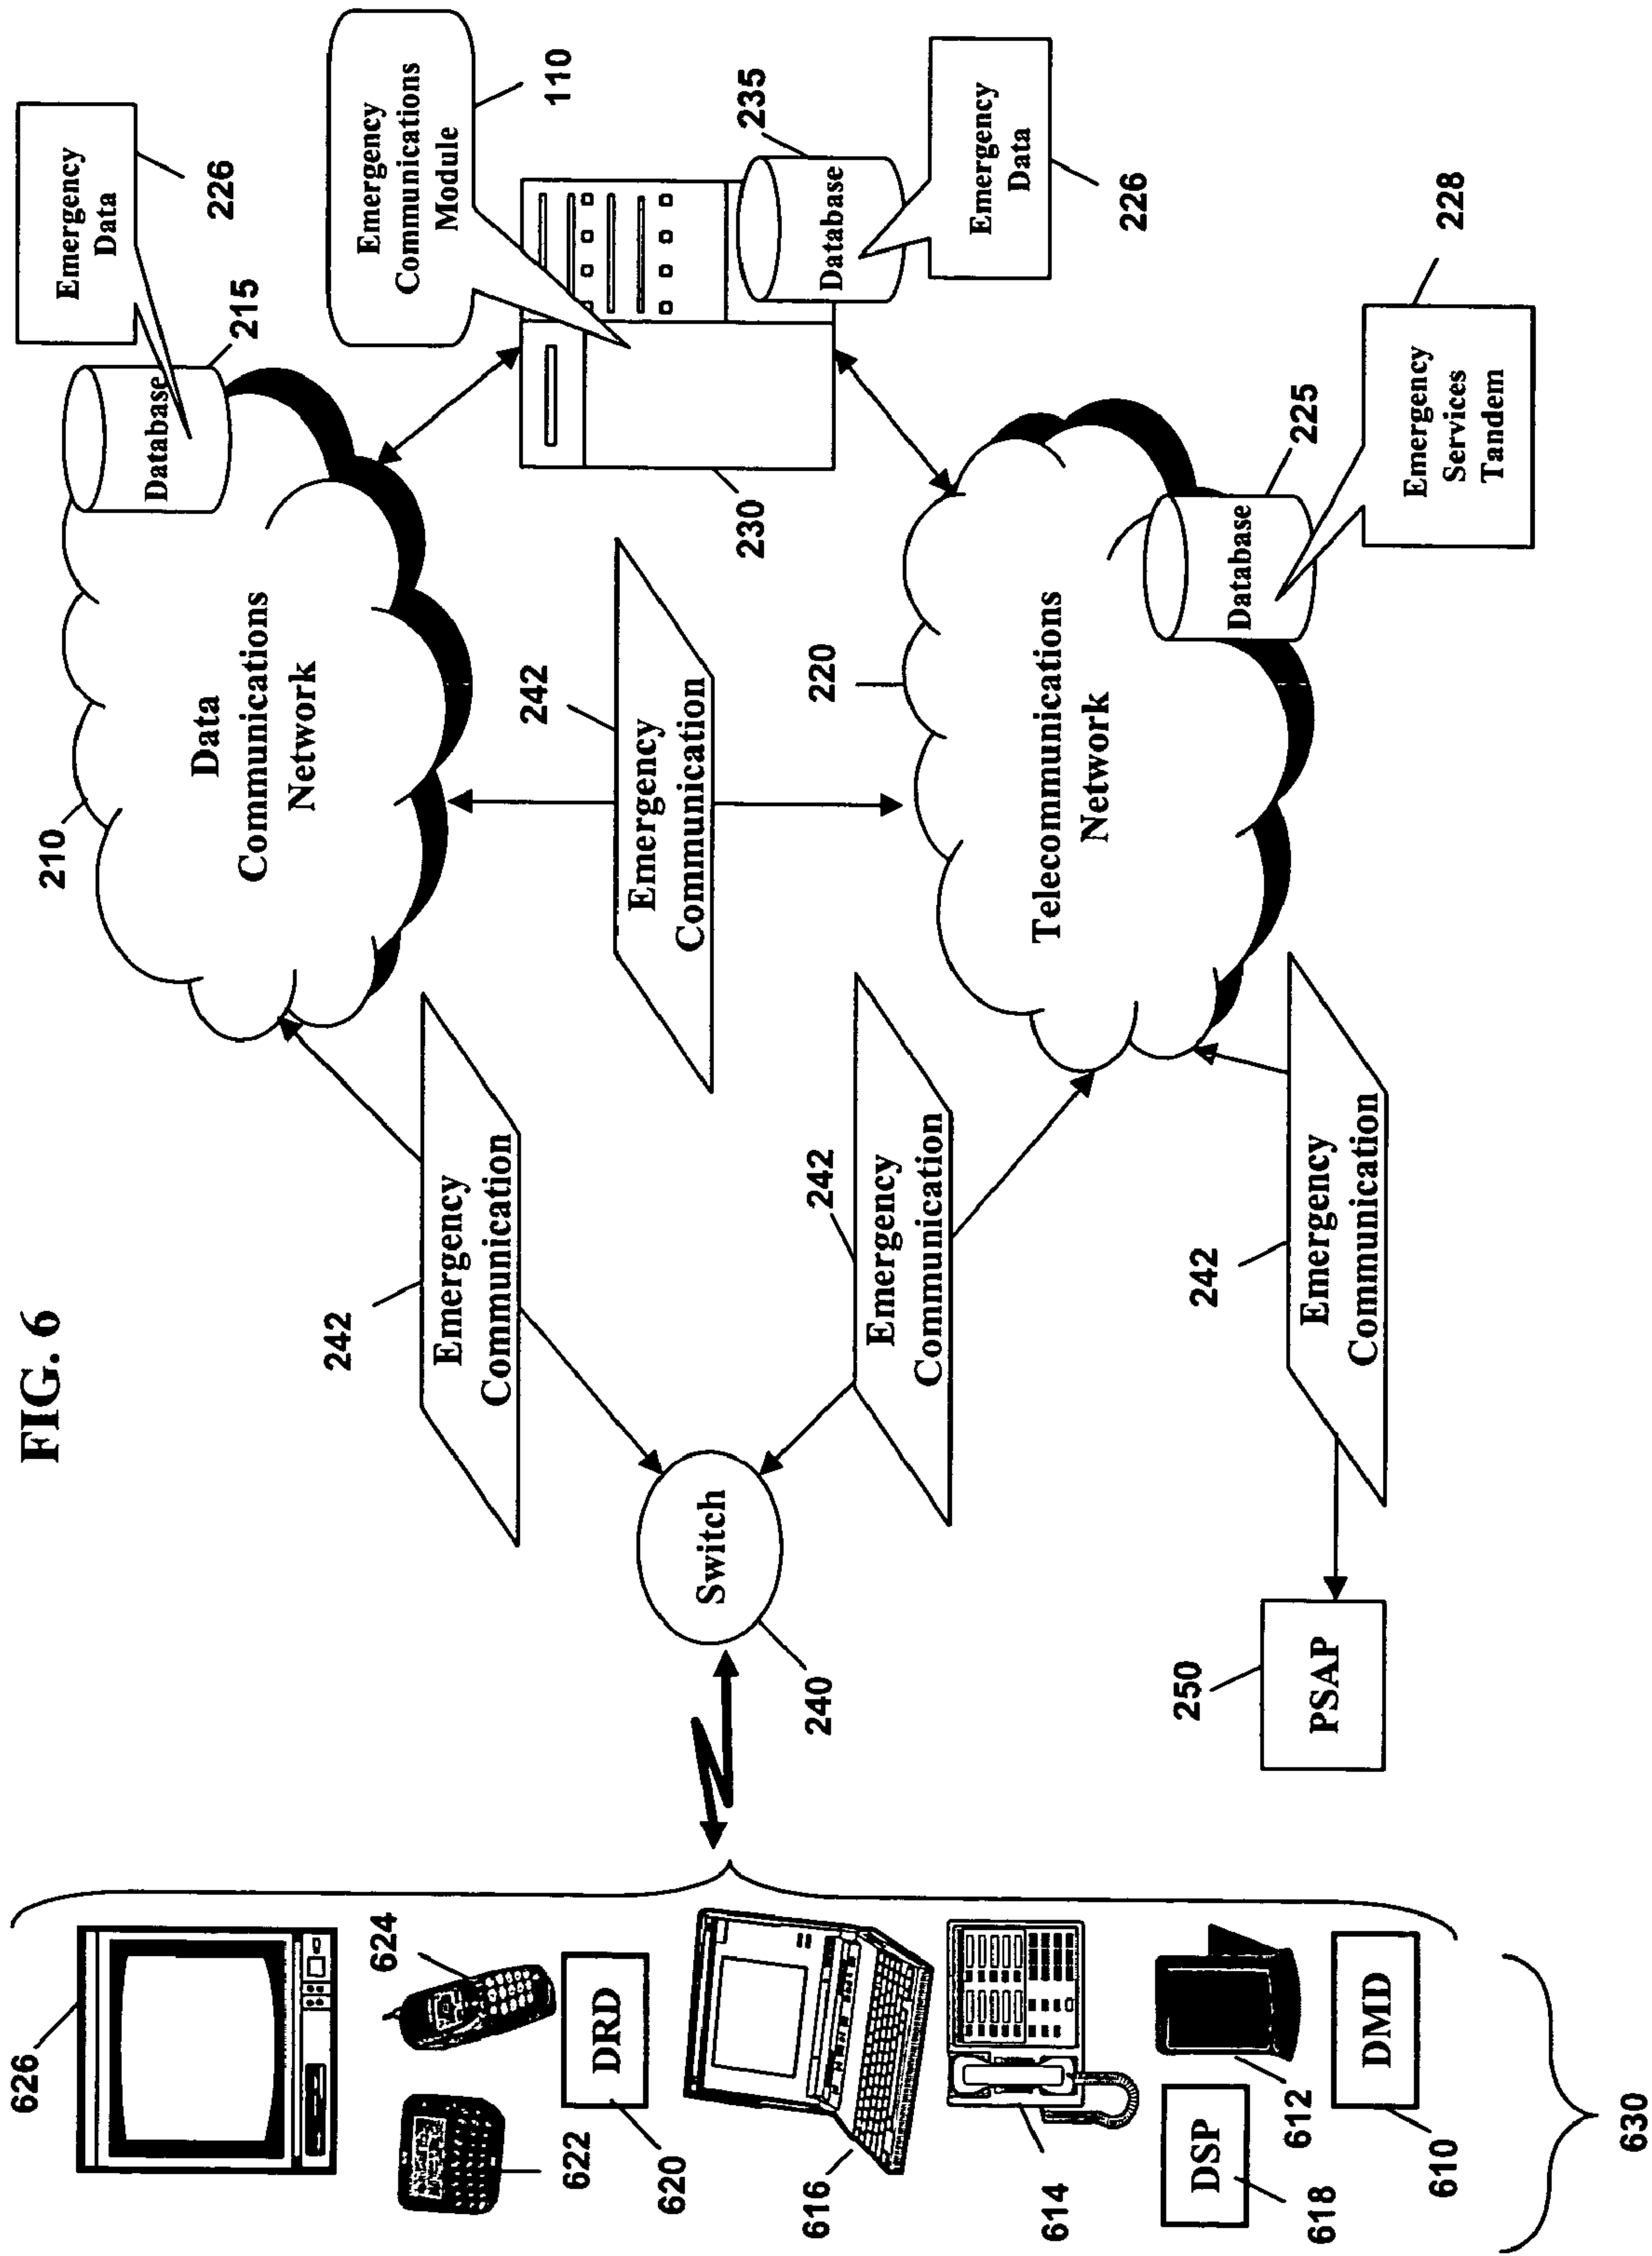 FIG. 6
626
624
622
DRD
620
616
614
DSP
618
612
DMD
610
630
Switch
240
PSAP
250
242
Emergency
Communication
242
Emergency
Communication
242
Emergency
Communication
242
Emergency
Communication
210
Data
Communications
Network
Database
215
Emergency
Data
226
220
Telecommunications
Network
Database
225
Emergency
Services
Tandem
228
230
Emergency
Communications
Module
110
Database
235
Emergency
Data
226